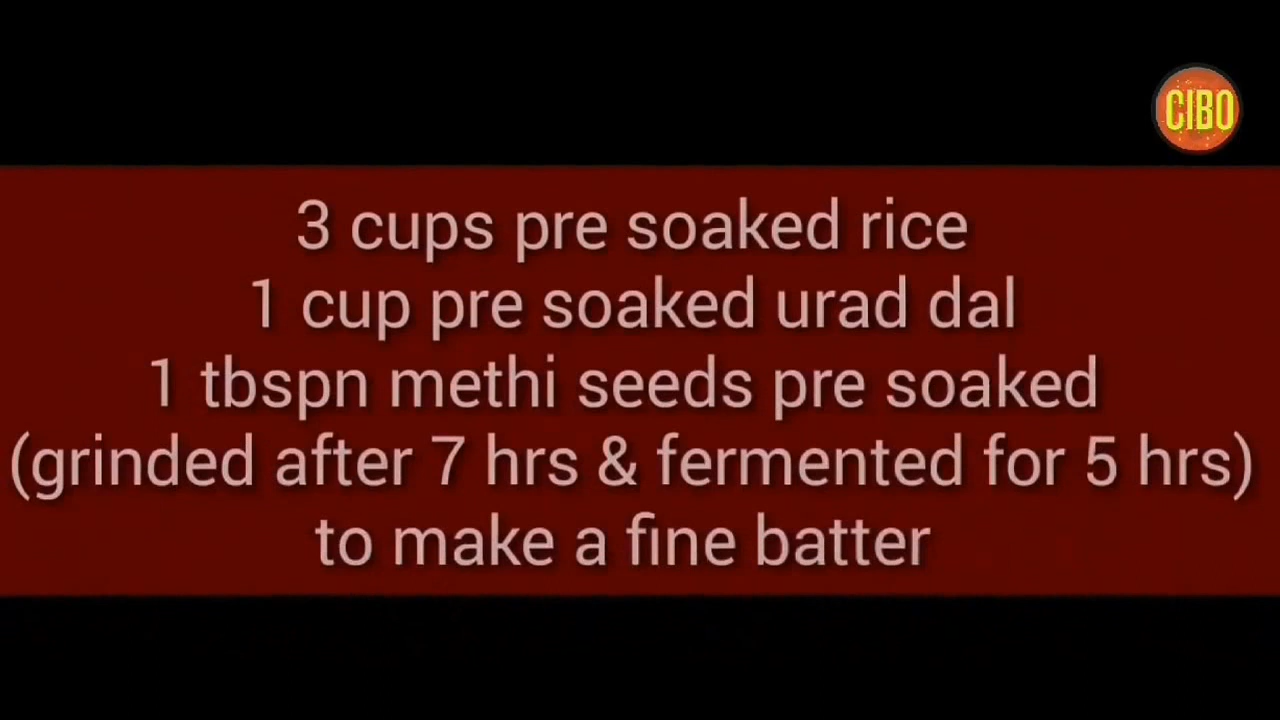 CIBO
3 cups pre soaked rice
1 cup pre soaked urad dal
1 tbspn methi seeds pre soaked
(grinded after 7 hrs & fermented for 5 hrs)
to make a fine batter